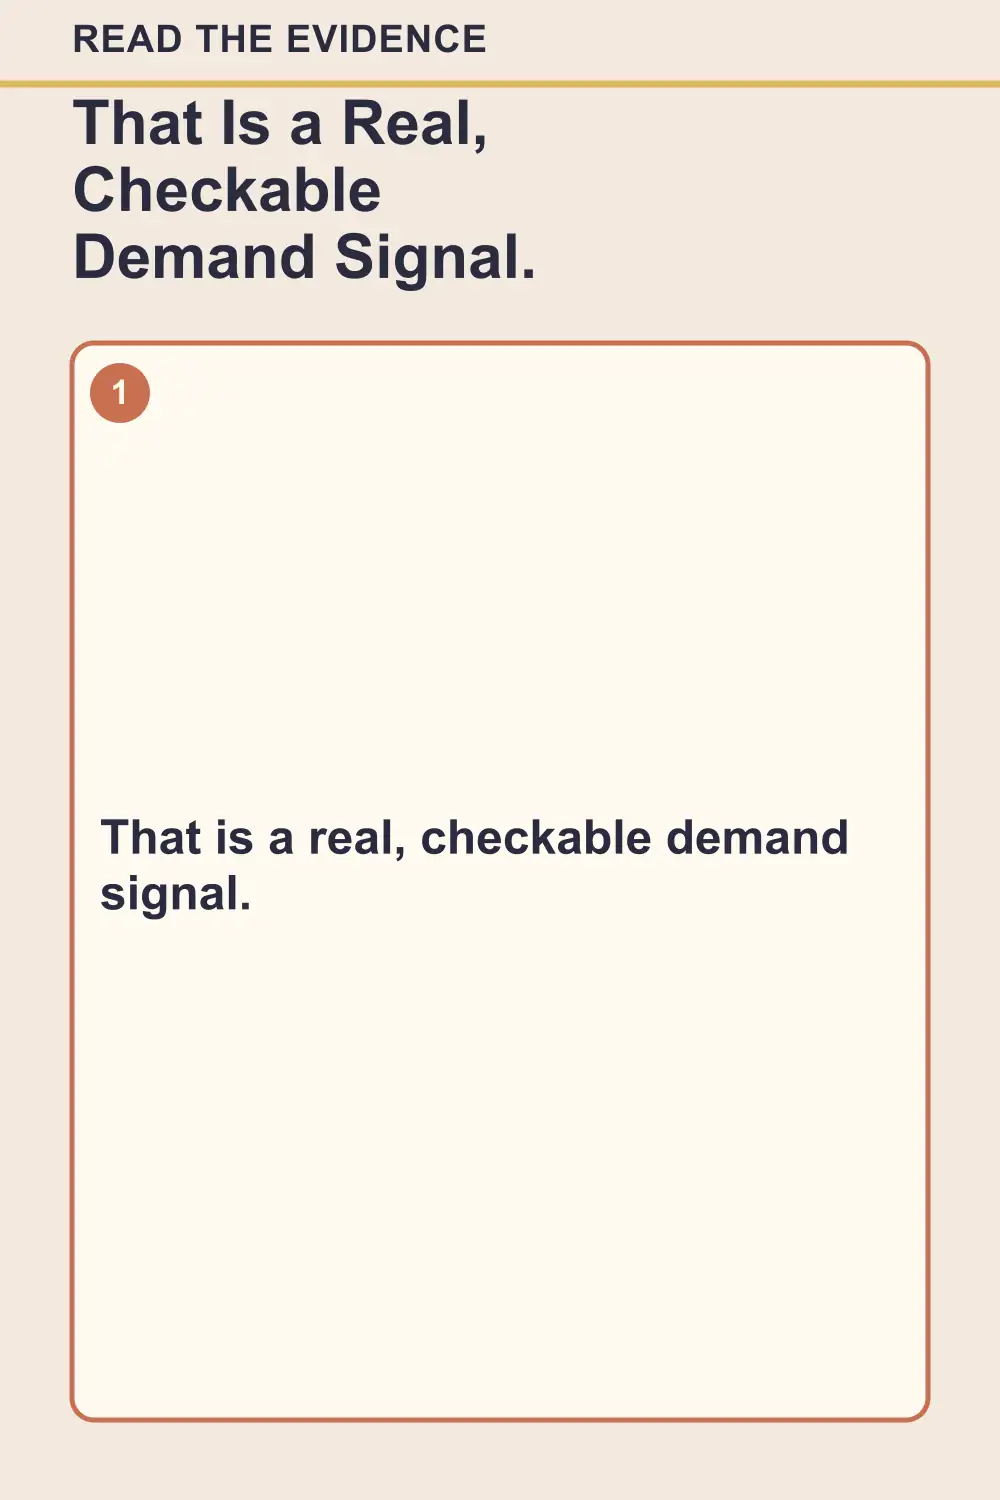 READ THE EVIDENCE
That Is a Real,
Checkable
Demand Signal.
1
That is a real, checkable demand
signal.